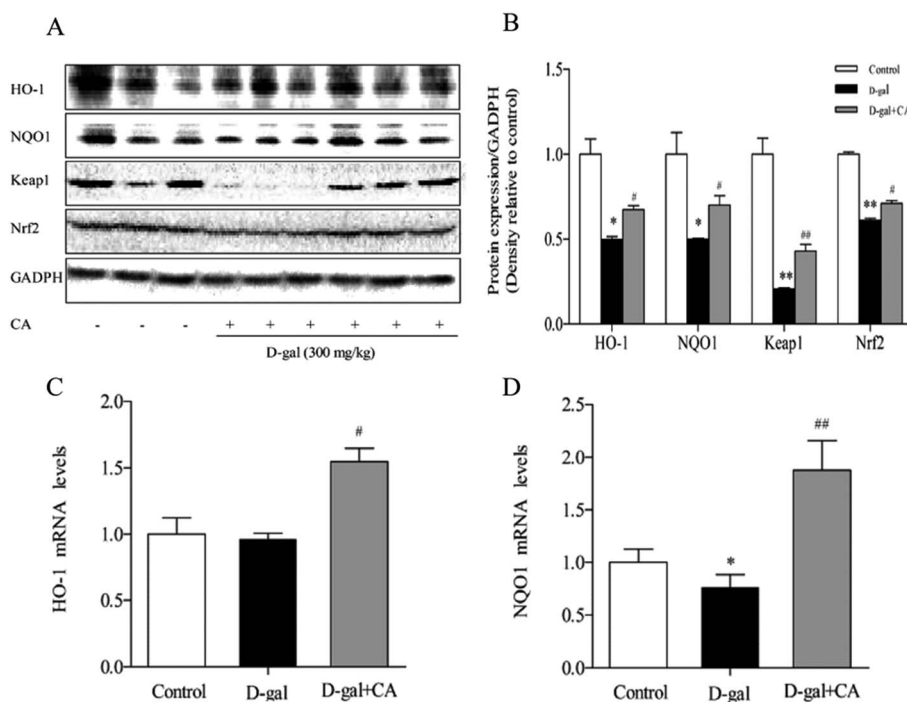 A
HO-1
NQO1
Keap1
Nrf2
GADPH
CA - - - + + + + + +
D-gal (300 mg/kg)
B
Protein expression/GADPH
(Density relative to control)
1.5
1.0
0.5
0.0
Control
D-gal
D-gal+CA
* # * # ** ## ** #
HO-1 NQO1 Keap1 Nrf2
C
HO-1 mRNA levels
2.0
1.5
1.0
0.5
0.0
#
Control D-gal D-gal+CA
D
NQO1 mRNA levels
2.5
2.0
1.5
1.0
0.5
0.0
* ##
Control D-gal D-gal+CA